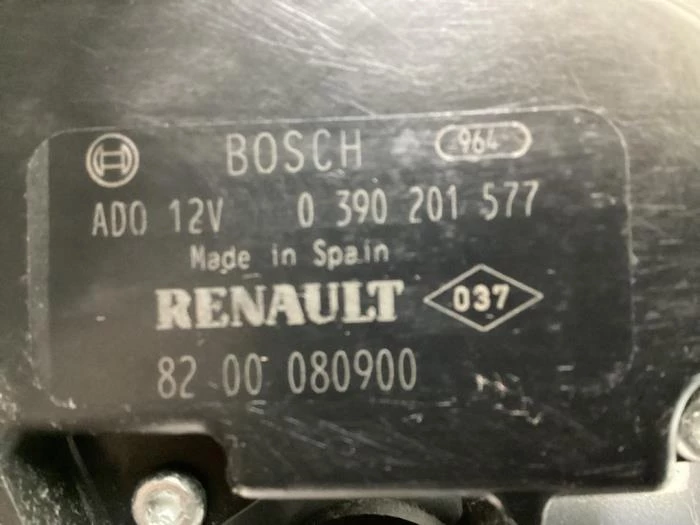 BOSCH 964
ADO 12V 0 390 201 577
Made in Spain
RENAULT 037
82 00 080900